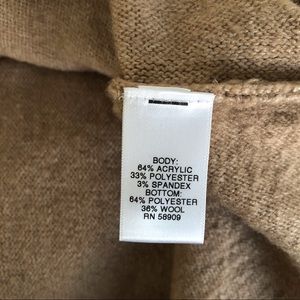 BODY:
64% ACRYLIC
33% POLYESTER
3% SPANDEX
BOTTOM:
64% POLYESTER
36% WOOL
RN 58909